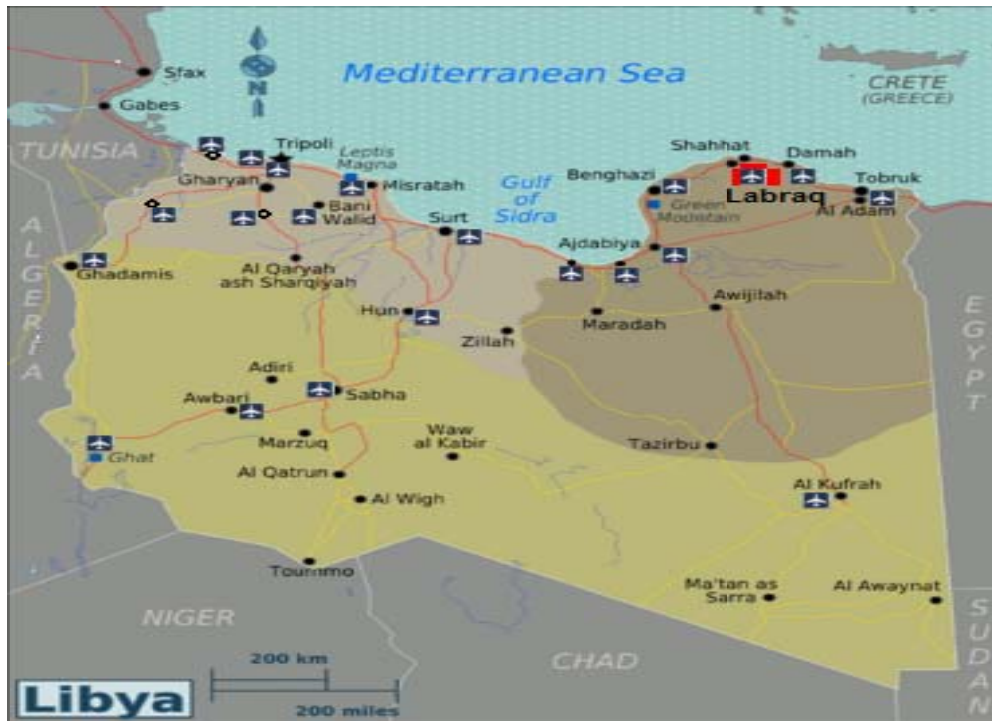 Mediterranean Sea
CRETE
(GREECE)
Sfax
Gabes
TUNISIA
Tripoli
Leptis
Magna
Gharyan
Misratah
Bani
Walid
Gulf
of
Sidra
Surt
Shahhat
Damah
Benghazi
Labraq
Tobruk
Green
Al Adam
Ajdabiya
ALGERIA
Ghadamis
Al Qaryah
ash Sharqiyah
Hun
Zillah
Maradah
Awijilah
EGYPT
Adiri
Sabha
Awbari
Marzuq
Waw
al Kabir
Tazirbu
Ghat
Al Qatrun
Al Wigh
Al Kufrah
Tourmmo
Ma'tan as
Sarra
Al Awaynat
NIGER
CHAD
SUDAN
200 km
200 miles
Libya
N